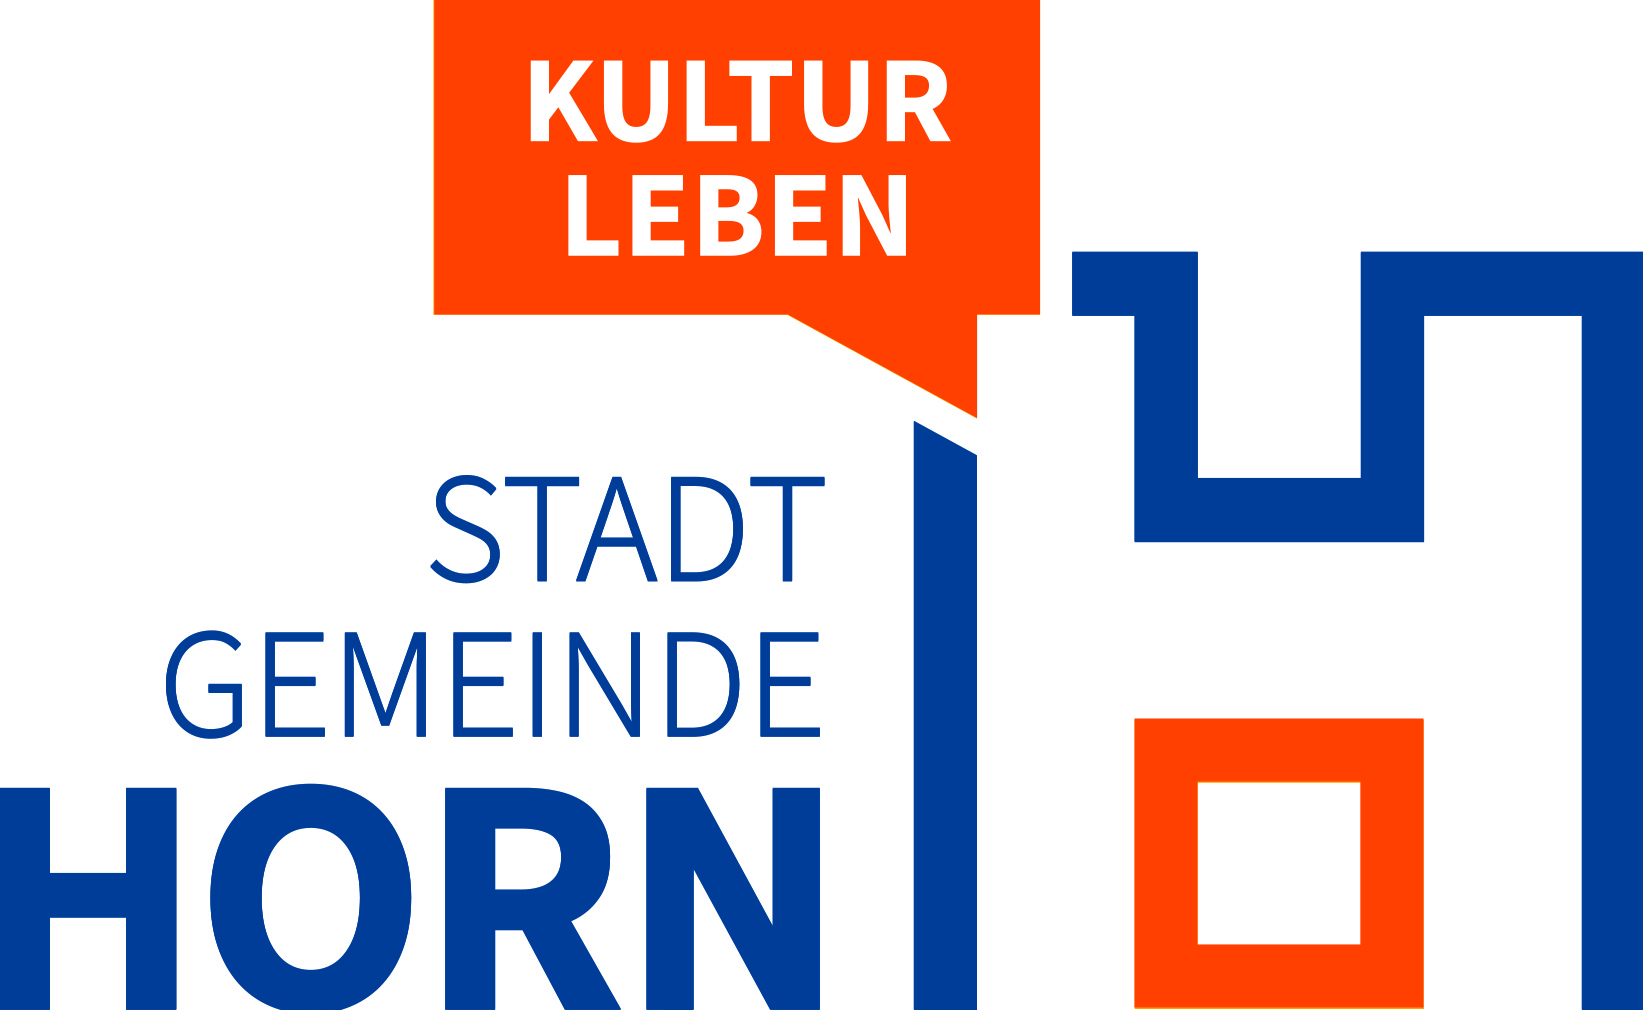 KULTUR
LEBEN
STADT
GEMEINDE
HORN